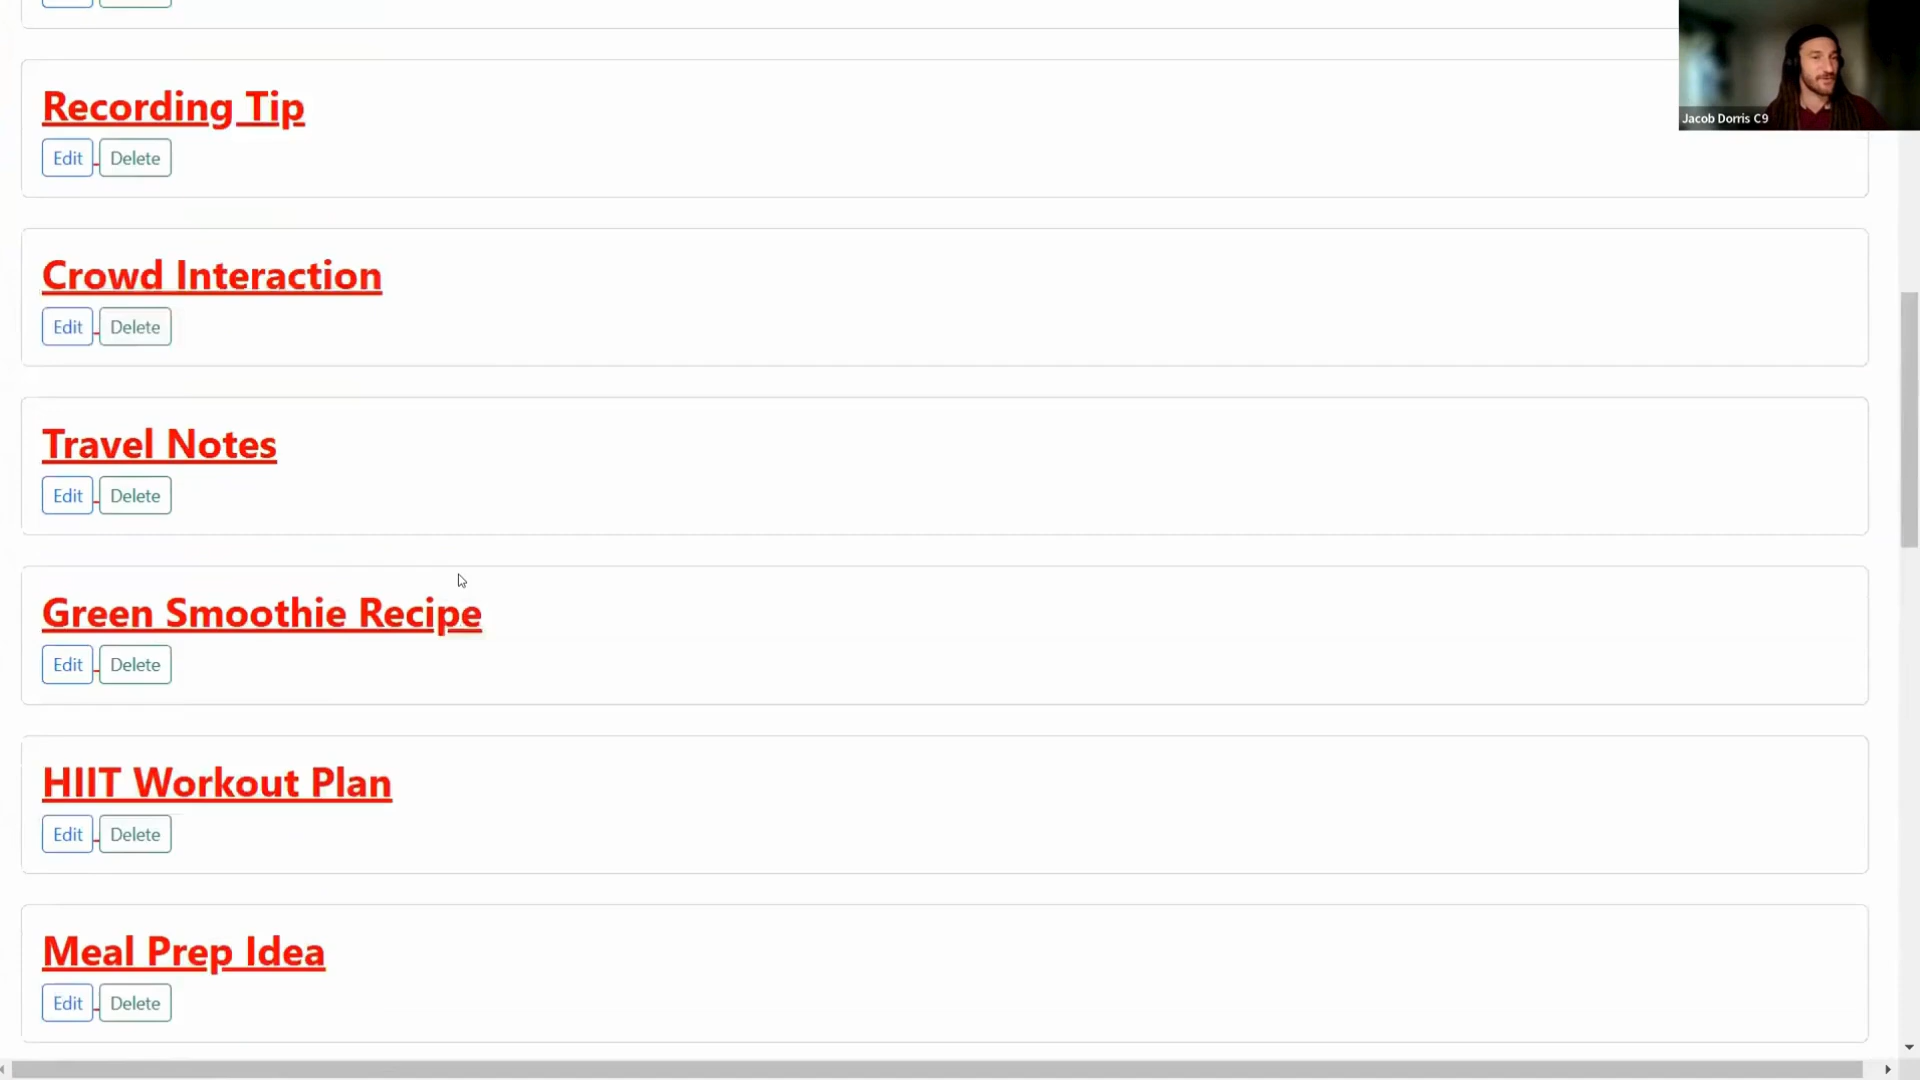 Jacob Dorris C9
Recording Tip
Edit Delete
Crowd Interaction
Edit Delete
Travel Notes
Edit Delete
Green Smoothie Recipe
Edit Delete
HIIT Workout Plan
Edit Delete
Meal Prep Idea
Edit Delete